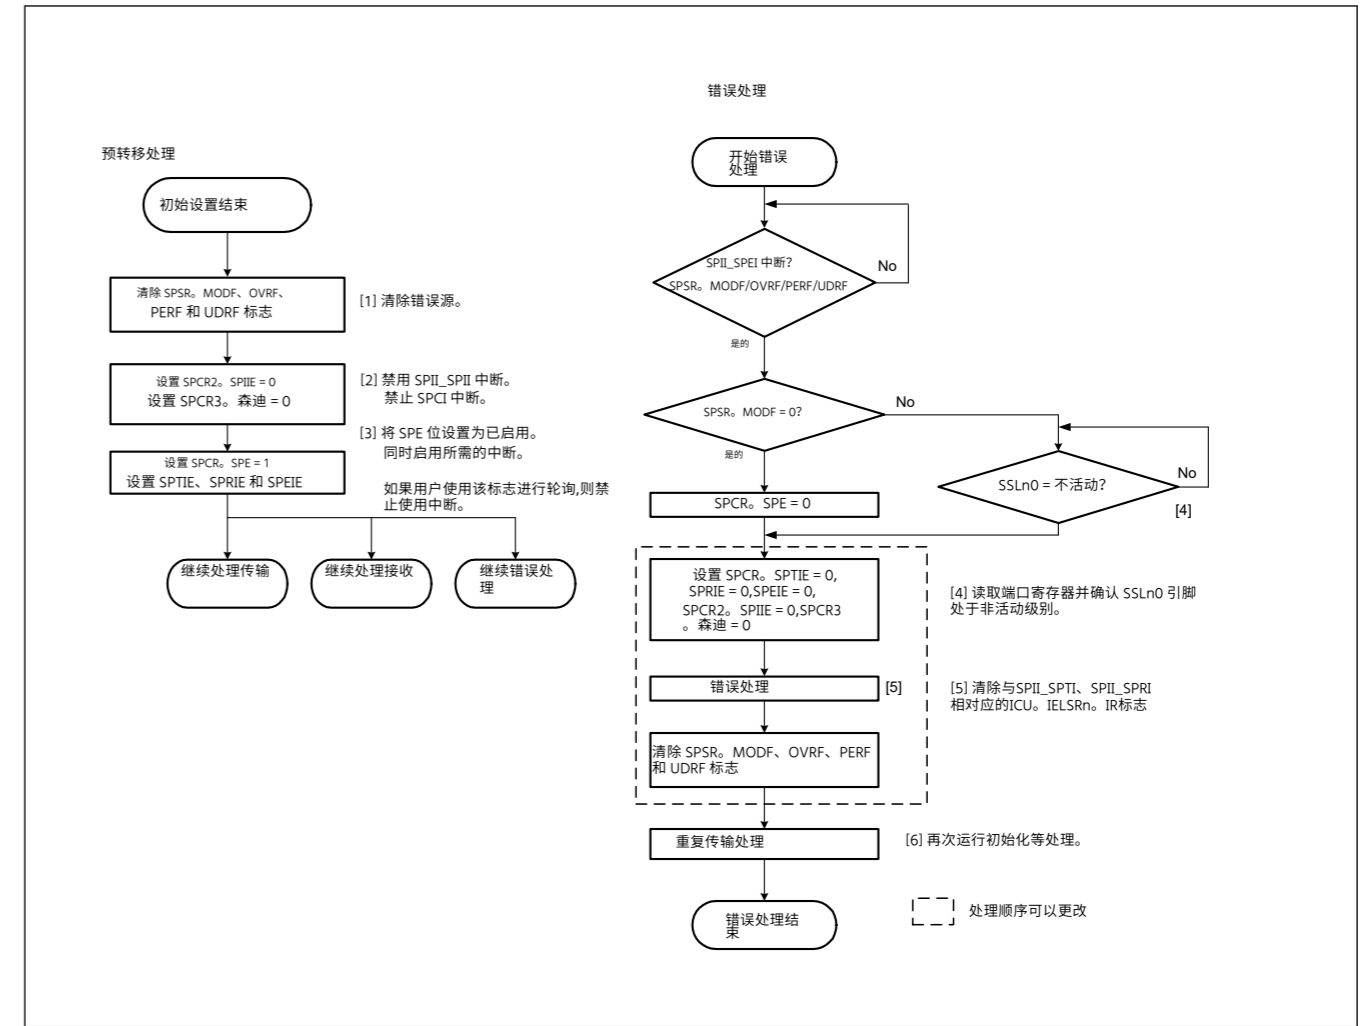 错误处理
预转移处理
开始错误
处理
初始设置结束
SPII_SPEI 中断？
No
SPSR。MODF/OVRF/PERF/UDRF
清除 SPSR。MODF、OVRF、
PERF 和 UDRF 标志
[1] 清除错误源。
是的
设置 SPCR2。SPIIE = 0
设置 SPCR3。森迪 = 0
[2] 禁用 SPII_SPII 中断。
禁止 SPCI 中断。
SPSR。MODF = 0？
No
[3] 将 SPE 位设置为已启用。
同时启用所需的中断。
是的
设置 SPCR。SPE = 1
设置 SPTIE、SPRIE 和 SPEIE
如果用户使用该标志进行轮询,则禁
止使用中断。
SSLn0 = 不活动？
No
[4]
SPCR。SPE = 0
继续处理传输
继续处理接收
继续错误处
理
设置 SPCR。SPTIE = 0,
SPRIE = 0,SPEIE = 0,
SPCR2。SPIIE = 0,SPCR3
。森迪 = 0
[4] 读取端口寄存器并确认 SSLn0 引脚
处于非活动级别。
错误处理
[5]
[5] 清除与SPII_SPTI、SPII_SPRI
相对应的ICU。IELSRn。IR标志
清除 SPSR。MODF、OVRF、PERF
和 UDRF 标志
重复传输处理
[6] 再次运行初始化等处理。
错误处理结
束
处理顺序可以更改